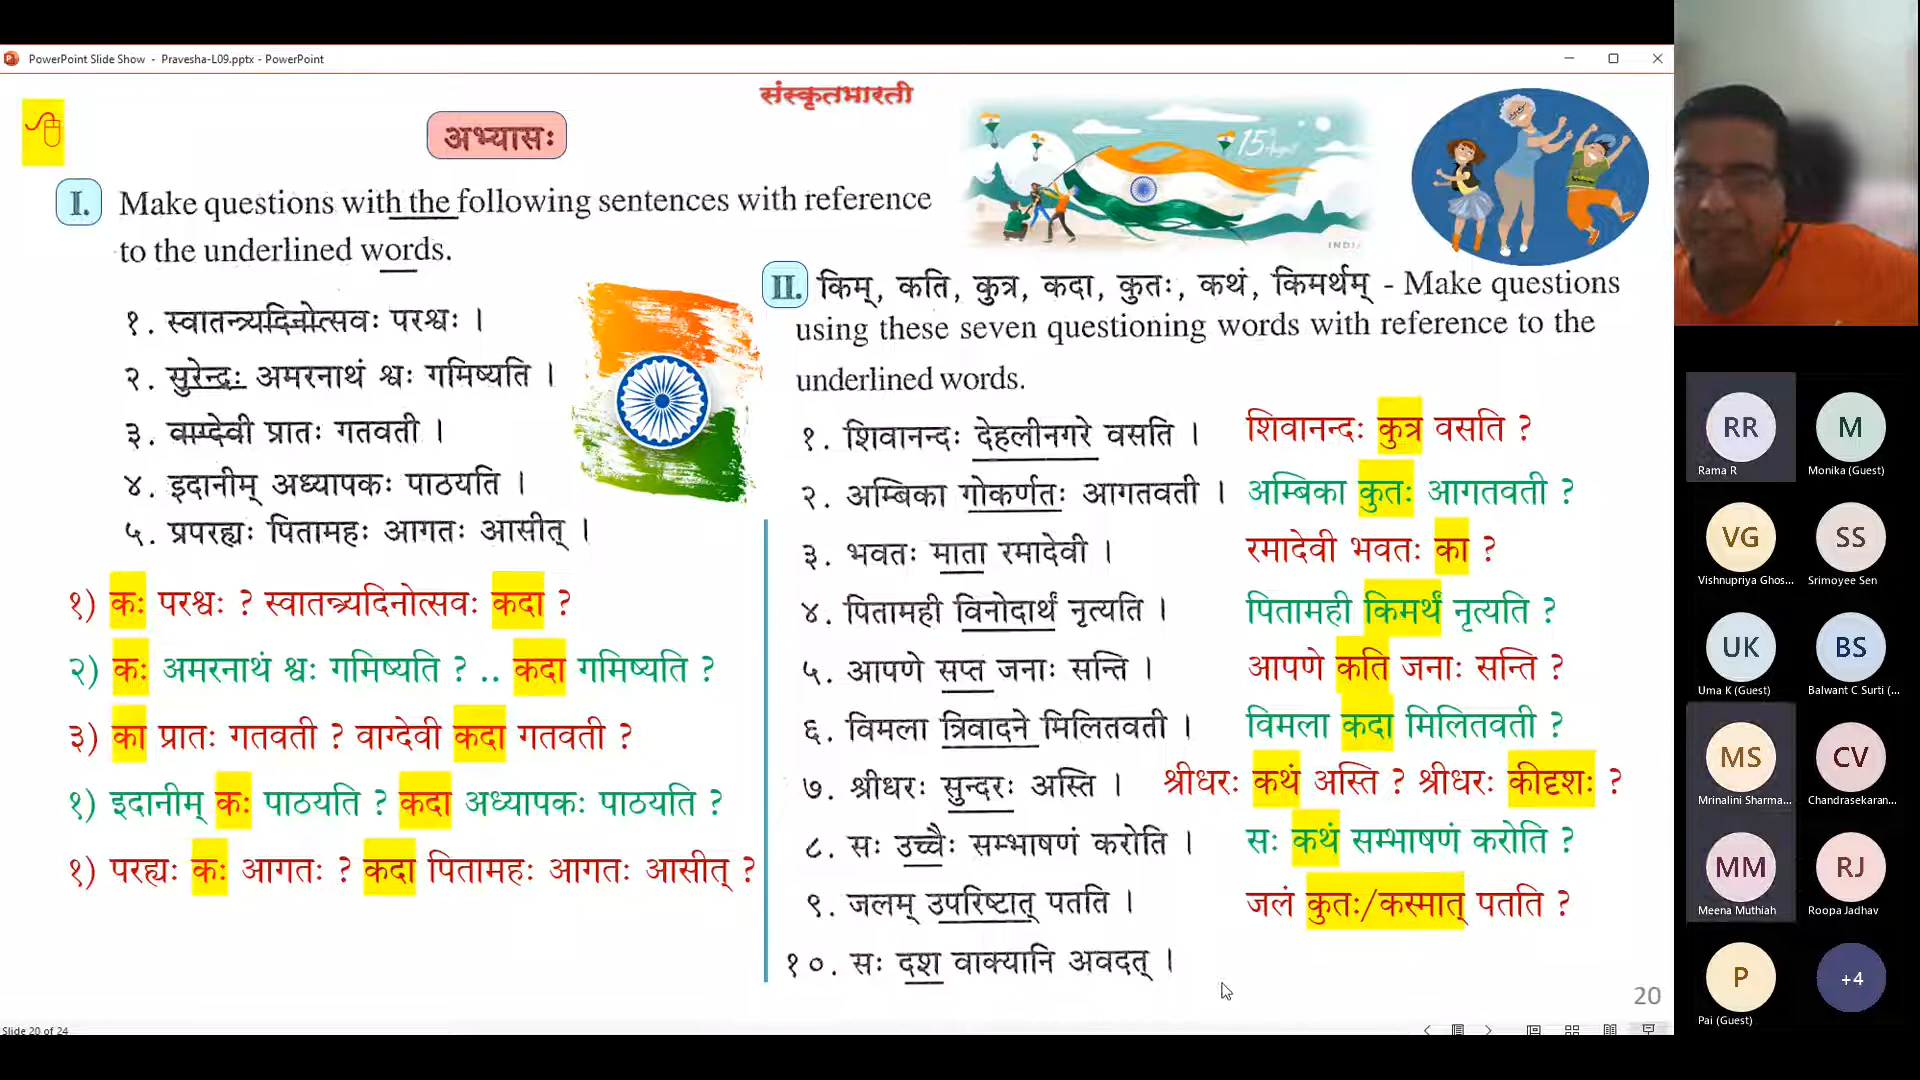 PowerPoint Slide Show - Pravesha-L09.pptx - PowerPoint
संस्कृतभारती
अभ्यासः
15
INDIA
I. Make questions with the following sentences with reference
to the underlined words.
१. स्वातन्त्र्यदिनोत्सवः परश्वः ।
२. सुरेन्द्रः अमरनाथं श्वः गमिष्यति ।
३. वाग्देवी प्रातः गतवती ।
४. इदानीम् अध्यापकः पाठयति ।
५. प्रपरह्यः पितामहः आगतः आसीत् ।
१) कः परश्वः ? स्वातन्त्र्यदिनोत्सवः कदा ?
२) कः अमरनाथं श्वः गमिष्यति ? .. कदा गमिष्यति ?
३) का प्रातः गतवती ? वाग्देवी कदा गतवती ?
१) इदानीम् कः पाठयति ? कदा अध्यापकः पाठयति ?
१) परह्यः कः आगतः ? कदा पितामहः आगतः आसीत् ?
II. किम्, कति, कुत्र, कदा, कुतः, कथं, किमर्थम् - Make questions
using these seven questioning words with reference to the
underlined words.
१. शिवानन्दः देहलीनगरे वसति । शिवानन्दः कुत्र वसति ?
२. अम्बिका गोकर्णतः आगतवती । अम्बिका कुतः आगतवती ?
३. भवतः माता रमादेवी । रमादेवी भवतः का ?
४. पितामही विनोदार्थं नृत्यति । पितामही किमर्थं नृत्यति ?
५. आपणे सप्त जनाः सन्ति । आपणे कति जनाः सन्ति ?
६. विमला त्रिवादने मिलितवती । विमला कदा मिलितवती ?
७. श्रीधरः सुन्दरः अस्ति । श्रीधरः कथं अस्ति ? श्रीधरः कीदृशः ?
८. सः उच्चैः सम्भाषणं करोति । सः कथं सम्भाषणं करोति ?
९. जलम् उपरिष्टात् पतति । जलं कुतः/कस्मात् पतति ?
१०. सः दश वाक्यानि अवदत् ।
20
Slide 20 of 24
RR
Rama R
M
Monika (Guest)
VG
Vishnupriya Ghos...
SS
Srimoyee Sen
UK
Uma K (Guest)
BS
Balwant C Surti (...
MS
Mrinalini Sharma...
CV
Chandrasekaran...
MM
Meena Muthiah
RJ
Roopa Jadhav
P
Pai (Guest)
+4